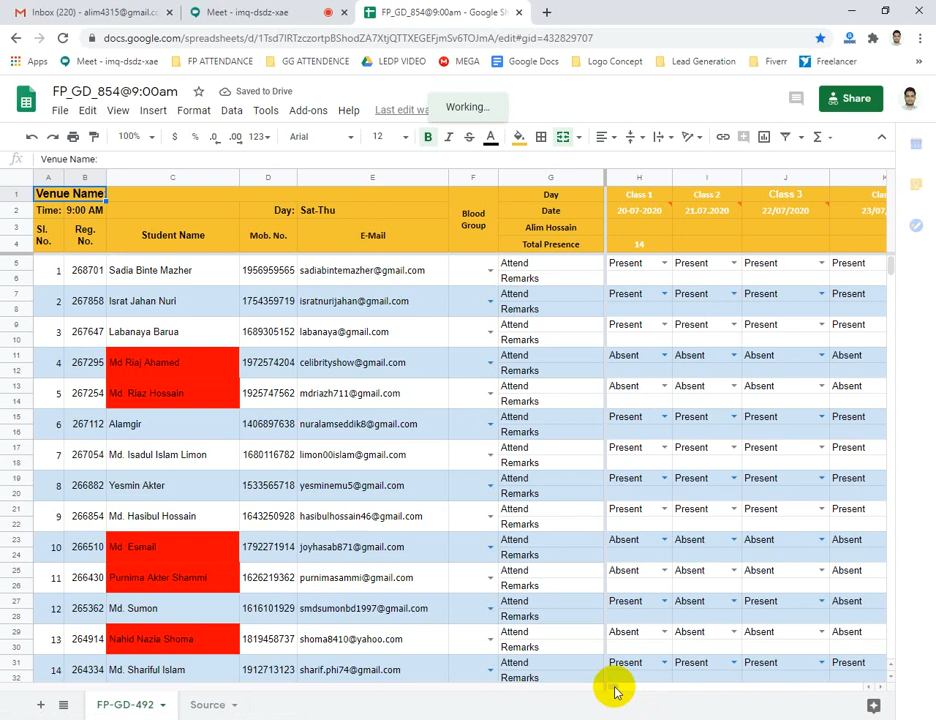 Inbox (220) - alim4315@gmail.c
Meet - imq-dsdz-xae
FP_GD_854@9:00am - Google Sh
docs.google.com/spreadsheets/d/1Tsd7IRTzczortpBShodZA7XtjQTTXEGEFjmSv6TOJmA/edit#gid=432829707
Apps Meet - imq-dsdz-xae FP ATTENDANCE GG ATTENDENCE LEDP VIDEO MEGA Google Docs Logo Concept Lead Generation Fiverr Freelancer
FP_GD_854@9:00am Saved to Drive
File Edit View Insert Format Data Tools Add-ons Help Last edit wa
Working...
Share
100% $ % .0 .00 123 Arial 12 B I S A
fx Venue Name:
A B C D E F G H I J K
1 Venue Name: Day Class 1 Class 2 Class 3 Clas
2 Time: 9:00 AM Day: Sat-Thu Blood Group Date 20-07-2020 21.07.2020 22/07/2020 23/07
3 Sl. No. Reg. No. Student Name Mob. No. E-Mail Alim Hossain
4 Total Presence 14
5 1 268701 Sadia Binte Mazher 1956959565 sadiabintemazher@gmail.com Attend Present Present Present Present
6 Remarks
7 2 267858 Israt Jahan Nuri 1754359719 isratnurijahan@gmail.com Attend Present Present Present Present
8 Remarks
9 3 267647 Labanaya Barua 1689305152 labanaya@gmail.com Attend Present Present Present Present
10 Remarks
11 4 267295 Md Riaj Ahamed 1972574204 celibrityshow@gmail.com Attend Absent Absent Absent Absent
12 Remarks
13 5 267254 Md. Riaz Hossain 1925747562 mdriazh711@gmail.com Attend Absent Absent Absent Absent
14 Remarks
15 6 267112 Alamgir 1406897638 nuralamseddik8@gmail.com Attend Present Present Present Present
16 Remarks
17 7 267054 Md. Isadul Islam Limon 1680116782 limon00islam@gmail.com Attend Present Present Present Present
18 Remarks
19 8 266882 Yesmin Akter 1533565718 yesminemu5@gmail.com Attend Present Present Present Present
20 Remarks
21 9 266854 Md. Hasibul Hossain 1643250928 hasibulhossain46@gmail.com Attend Present Present Present Present
22 Remarks
23 10 266510 Md. Esmail 1792271914 joyhasab871@gmail.com Attend Absent Absent Absent Absent
24 Remarks
25 11 266430 Purnima Akter Shammi 1626219362 purnimasammi@gmail.com Attend Absent Absent Absent Absent
26 Remarks
27 12 265362 Md. Sumon 1616101929 smdsumonbd1997@gmail.com Attend Present Absent Present Absent
28 Remarks
29 13 264914 Nahid Nazia Shoma 1819458737 shoma8410@yahoo.com Attend Absent Absent Absent Absent
30 Remarks
31 14 264334 Md. Shariful Islam 1912713123 sharif.phi74@gmail.com Attend Present Present Present Present
32 Remarks
FP-GD-492 Source